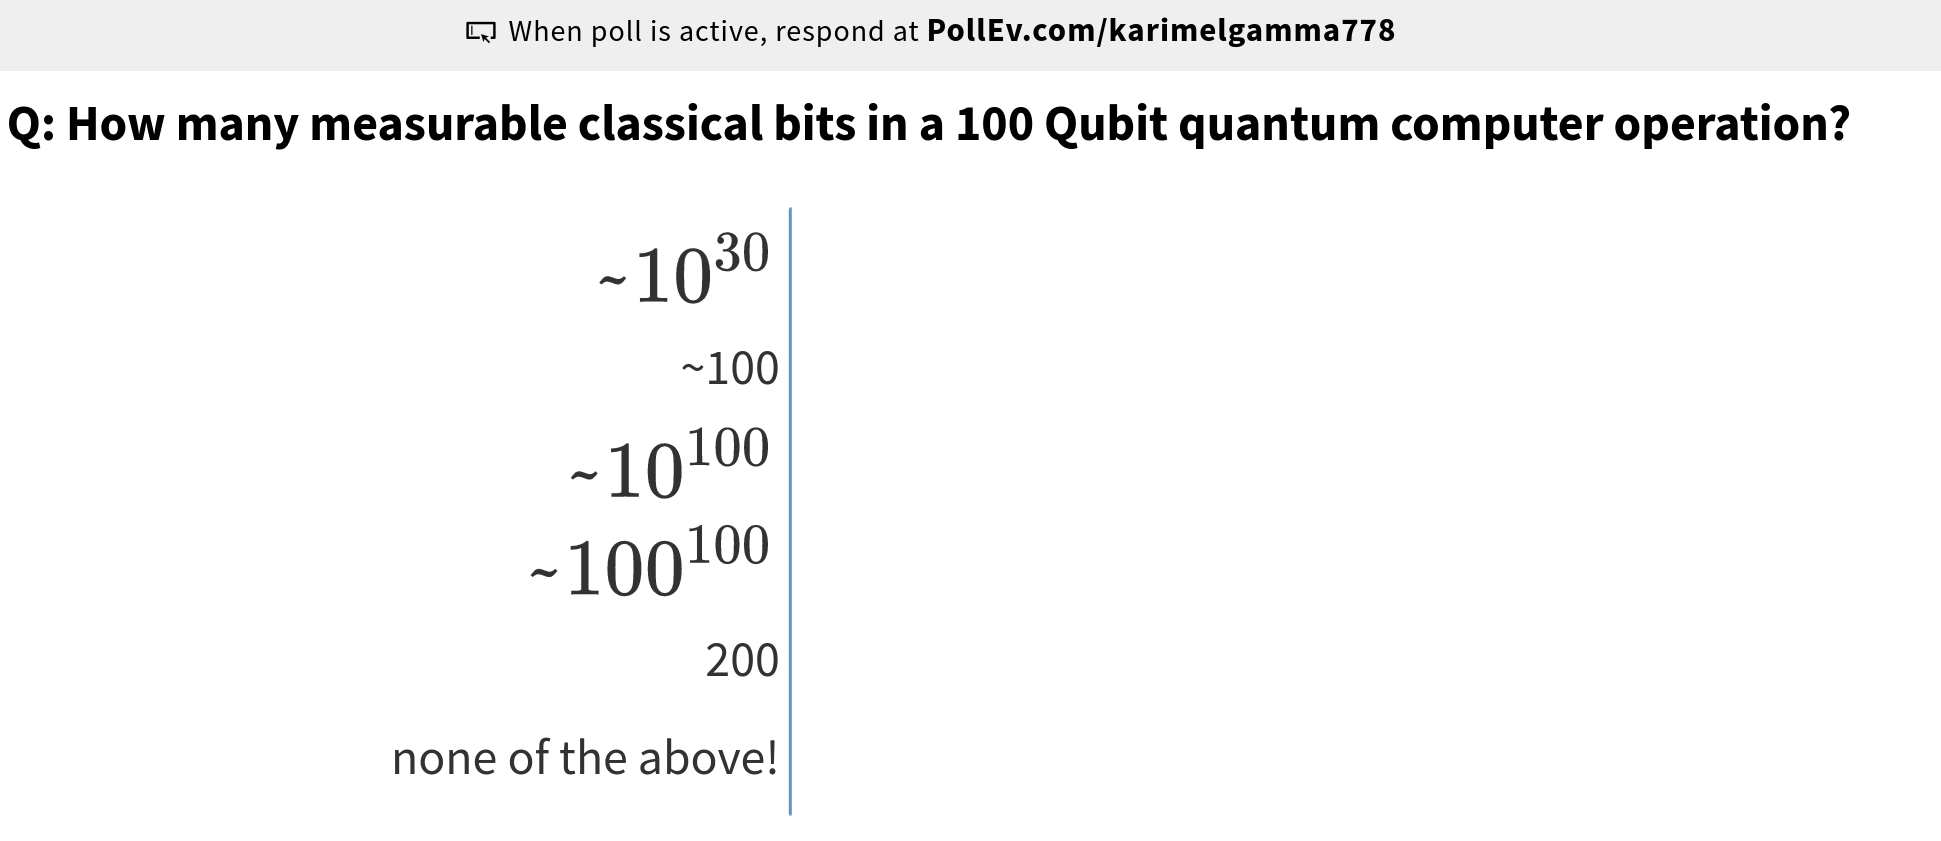 When poll is active, respond at PollEv.com/karimelgamma778
Q: How many measurable classical bits in a 100 Qubit quantum computer operation?
~10^30
~100
~10^100
~100^100
200
none of the above!